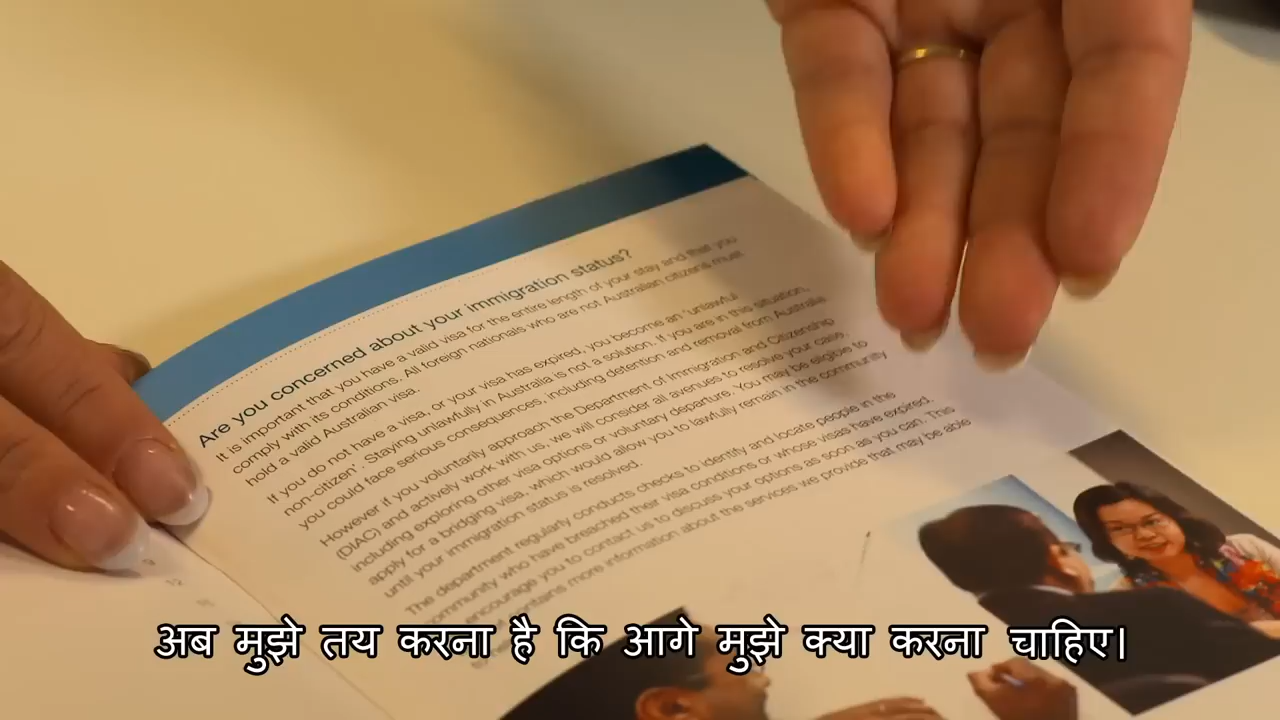 Are you concerned about your immigration status?
It is important that you have a valid visa for the entire length of your stay and that you
comply with its conditions. All foreign nationals who are not Australian citizens must
hold a valid Australian visa.
If you do not have a visa, or your visa has expired, you become an 'unlawful
non-citizen'. Staying unlawfully in Australia is not a solution. If you are in this situation,
you could face serious consequences, including detention and removal from Australia
However if you voluntarily approach the Department of Immigration and Citizenship
(DIAC) and actively work with us, we will consider all avenues to resolve your case,
including exploring other visa options or voluntary departure. You may be eligible to
apply for a bridging visa, which would allow you to lawfully remain in the community
until your immigration status is resolved.
The department regularly conducts checks to identify and locate people in the
community who have breached their visa conditions or whose visas have expired.
encourage you to contact us to discuss your options as soon as you can. This
contains more information about the services we provide that may be able
9
12
अब मुझे तय करना है कि आगे मुझे क्या करना चाहिए।